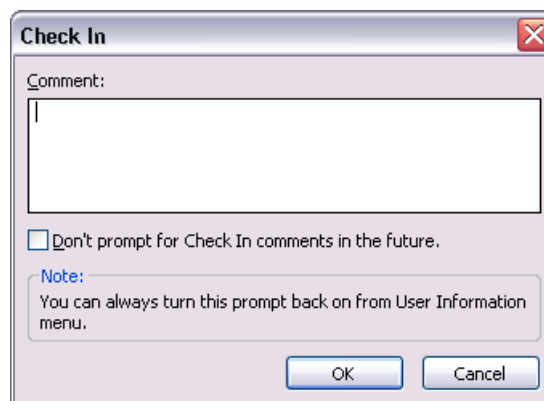 Check In
Comment:
Don't prompt for Check In comments in the future.
Note:
You can always turn this prompt back on from User Information
menu.
OK Cancel